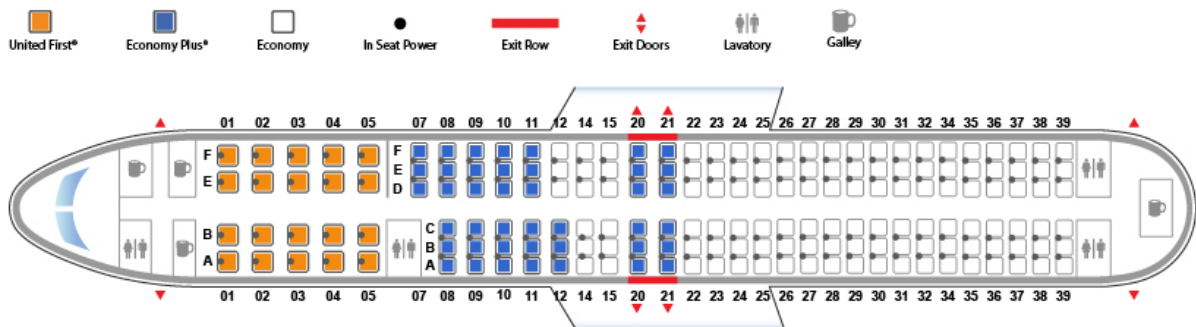 United First® Economy Plus® Economy In Seat Power Exit Row Exit Doors Lavatory Galley
01 02 03 04 05 07 08 09 10 11 12 14 15 20 21 22 23 24 25 26 27 28 29 30 31 32 34 35 36 37 38 39
F F
E E
D
B C
A B
A
01 02 03 04 05 07 08 09 10 11 12 14 15 20 21 22 23 24 25 26 27 28 29 30 31 32 34 35 36 37 38 39